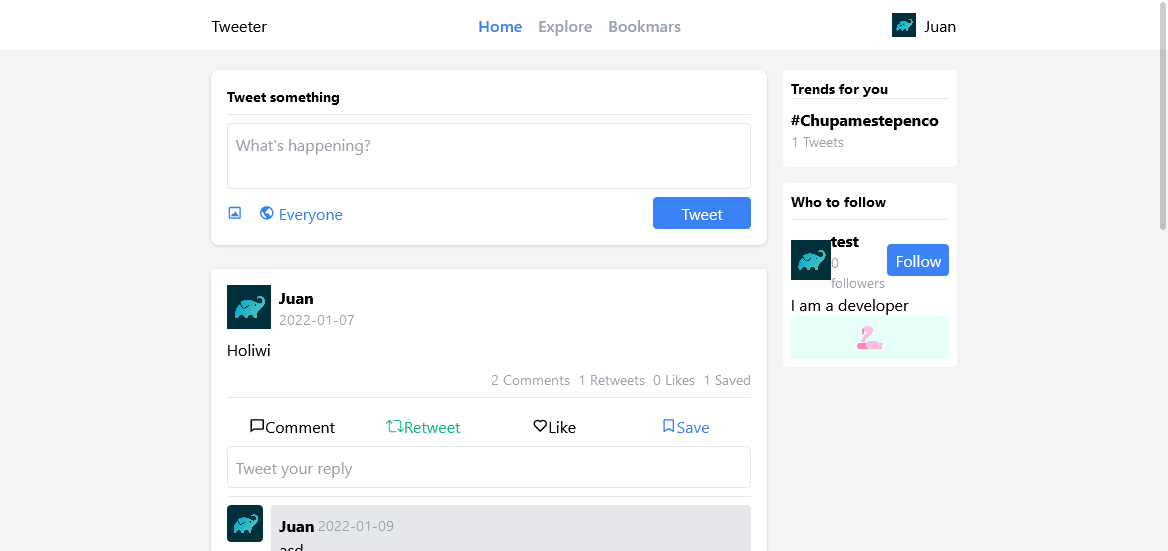 Tweeter
Home Explore Bookmars
Juan
Tweet something
What's happening?
Everyone
Tweet
Juan
2022-01-07
Holiwi
2 Comments 1 Retweets 0 Likes 1 Saved
Comment Retweet Like Save
Tweet your reply
Juan 2022-01-09
asd
Trends for you
#Chupamestepenco
1 Tweets
Who to follow
test
0
followers
Follow
I am a developer